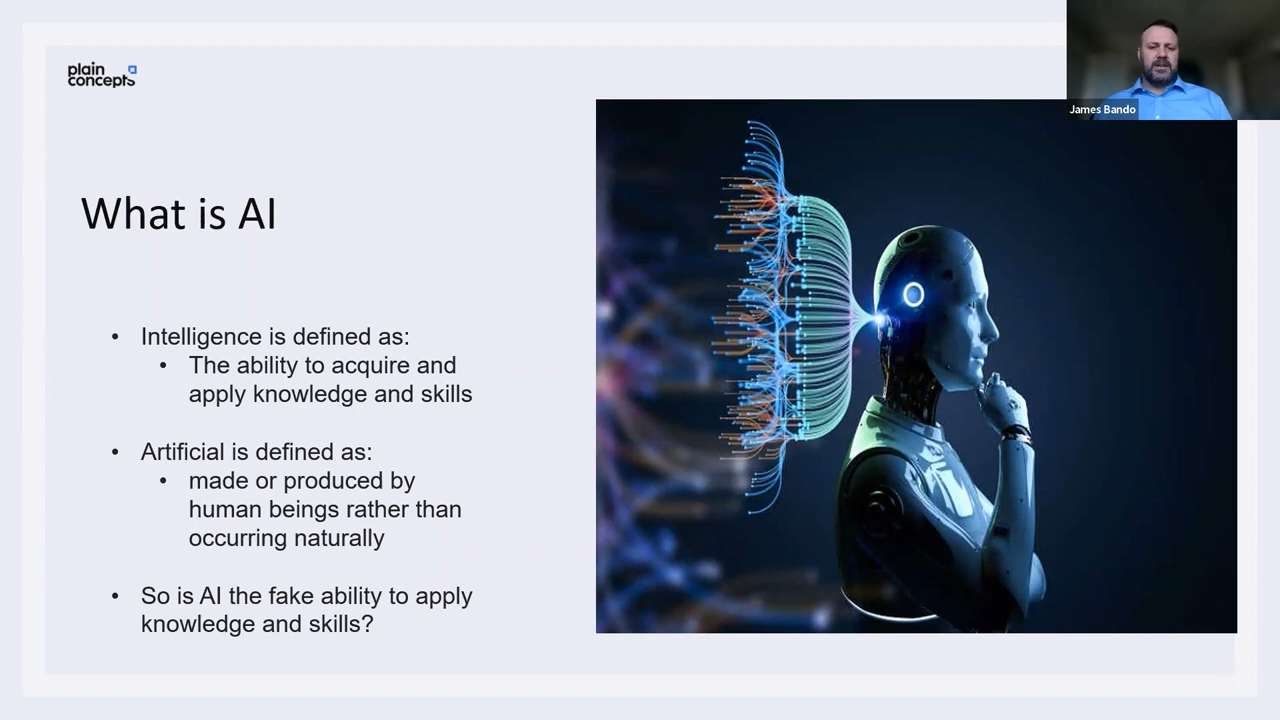 plain
concepts
James Bando
What is AI
• Intelligence is defined as:
• The ability to acquire and
apply knowledge and skills
• Artificial is defined as:
• made or produced by
human beings rather than
occurring naturally
• So is AI the fake ability to apply
knowledge and skills?